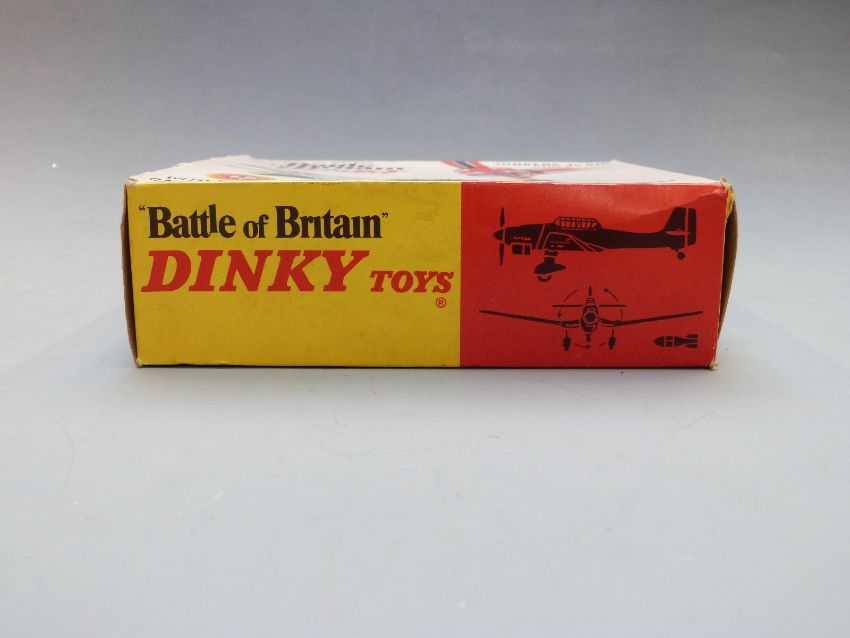 "Battle of Britain"
DINKY TOYS
®